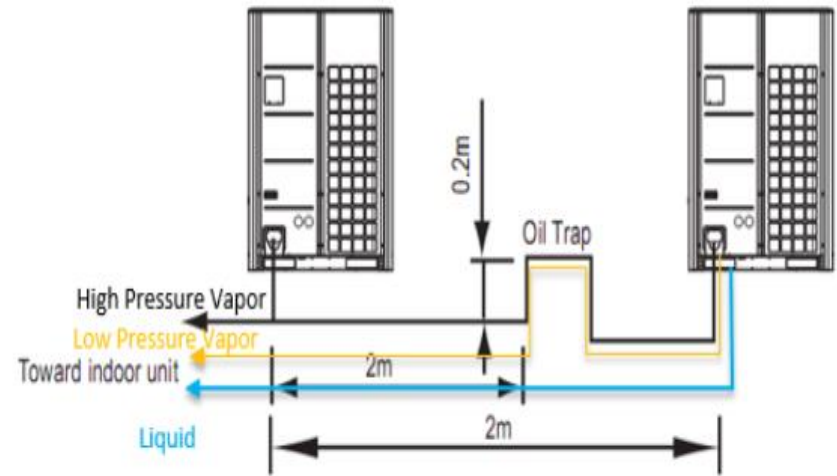 0.2m
Oil Trap
High Pressure Vapor
Low Pressure Vapor
Toward indoor unit
2m
Liquid
2m